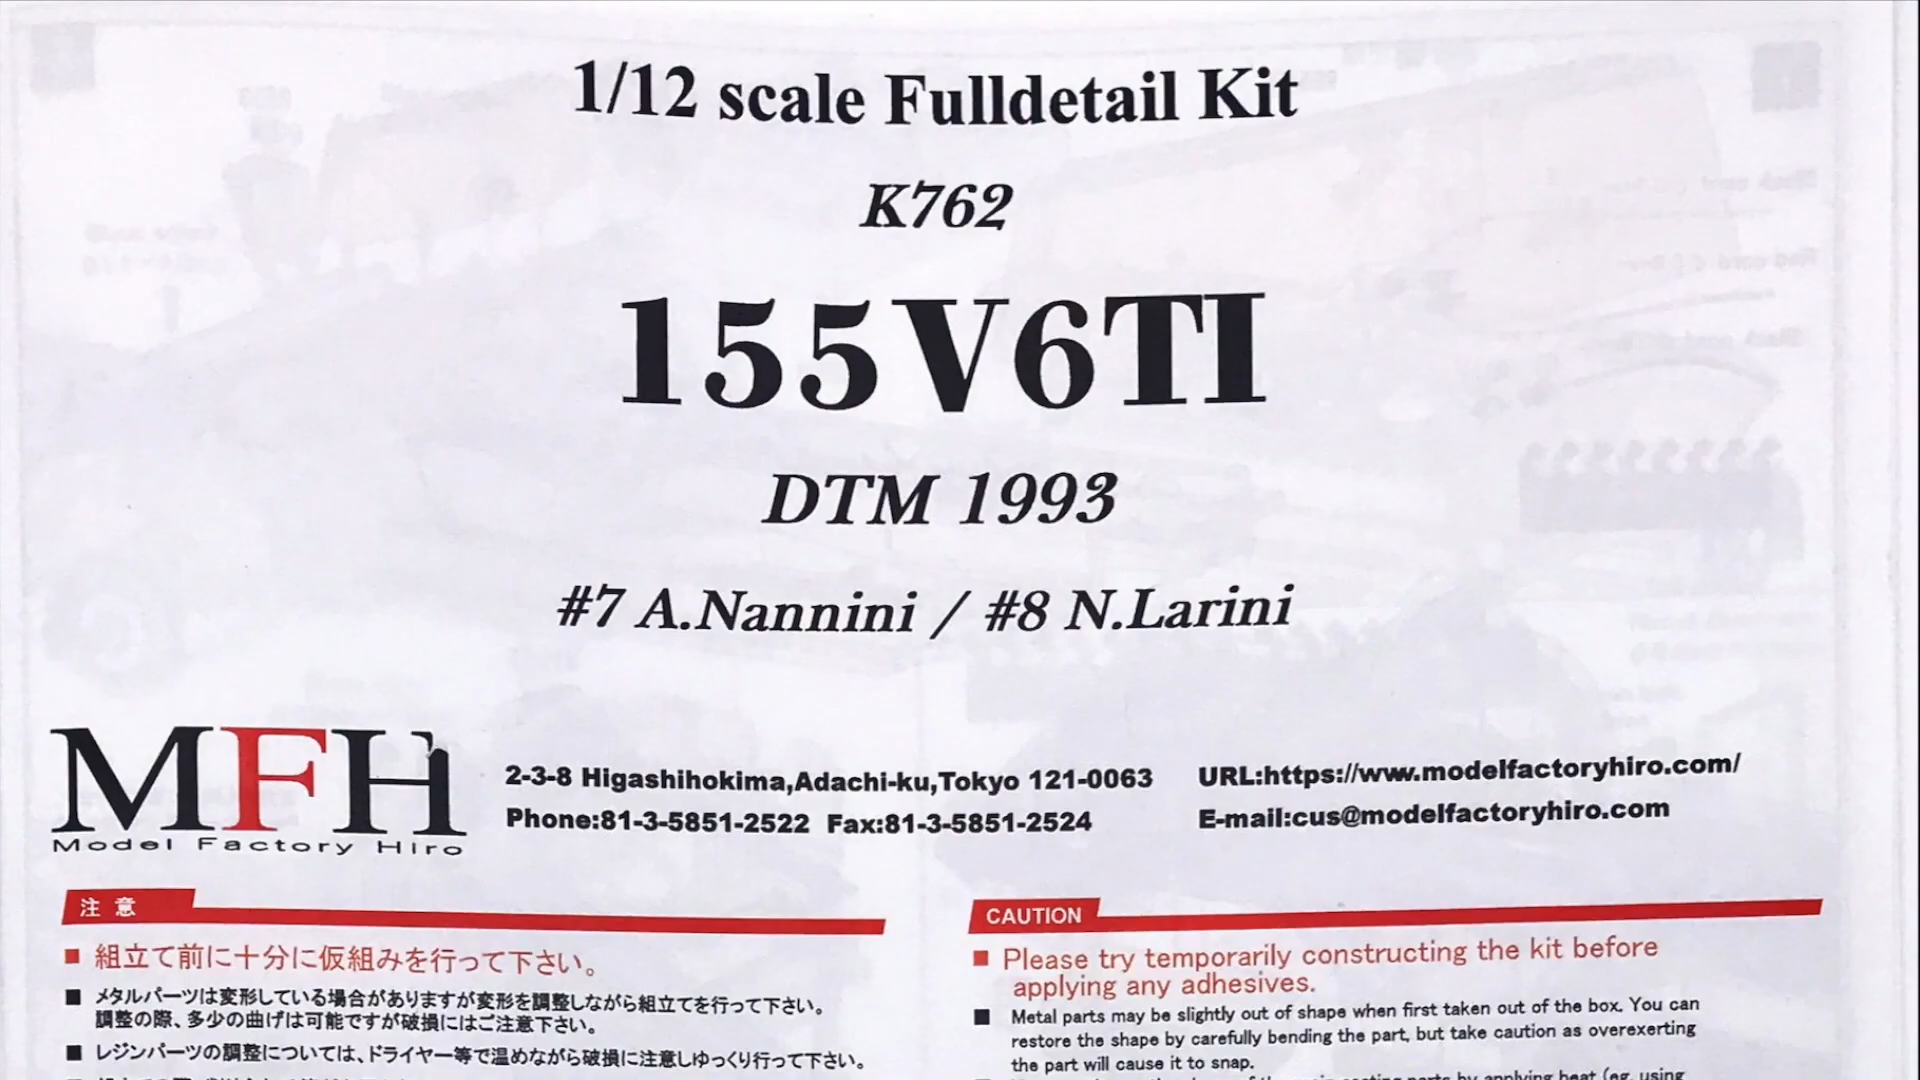 1/12 scale Fulldetail Kit
K762
155V6TI
DTM 1993
#7 A.Nannini / #8 N.Larini
MFH
Model Factory Hiro
2-3-8 Higashihokima,Adachi-ku,Tokyo 121-0063
Phone:81-3-5851-2522 Fax:81-3-5851-2524
URL:https://www.modelfactoryhiro.com/
E-mail:cus@modelfactoryhiro.com
注意
■ 組立て前に十分に仮組みを行って下さい。
■ メタルパーツは変形している場合がありますが変形を調整しながら組立てを行って下さい。
調整の際、多少の曲げは可能ですが破損にはご注意下さい。
■ レジンパーツの調整については、ドライヤー等で温めながら破損に注意しゆっくり行って下さい。
CAUTION
■ Please try temporarily constructing the kit before
applying any adhesives.
■ Metal parts may be slightly out of shape when first taken out of the box. You can
restore the shape by carefully bending the part, but take caution as overexerting
the part will cause it to snap.
parts by applying heat (eg. using